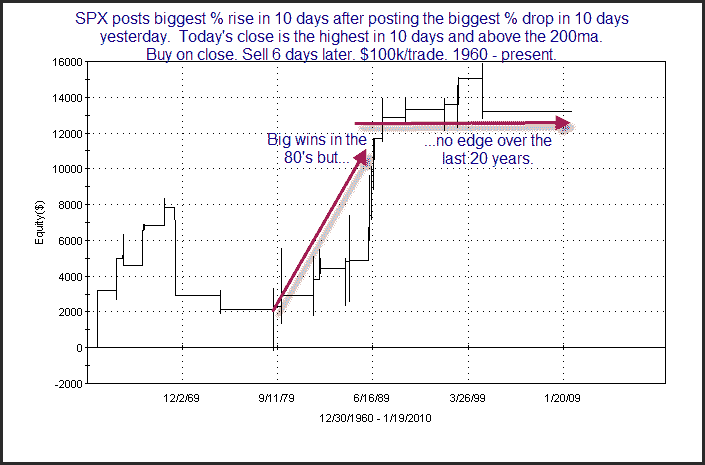 SPX posts biggest % rise in 10 days after posting the biggest % drop in 10 days
yesterday. Today's close is the highest in 10 days and above the 200ma.
Buy on close. Sell 6 days later. $100k/trade. 1960 - present.
16000
14000
12000
10000
8000
6000
4000
2000
0
-2000
Equity($)
Big wins in the
80's but...
...no edge over the
last 20 years.
12/2/69
9/11/79
6/16/89
3/26/99
1/20/09
12/30/1960 - 1/19/2010